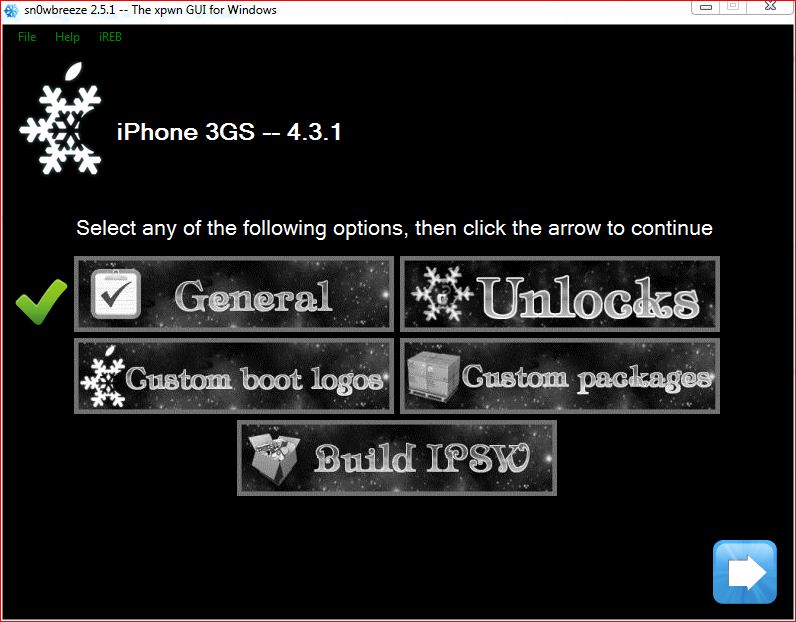 sn0wbreeze 2.5.1 -- The xpwn GUI for Windows
File Help iREB
iPhone 3GS -- 4.3.1
Select any of the following options, then click the arrow to continue
General
Unlocks
Custom boot logos
Custom packages
Build IPSW